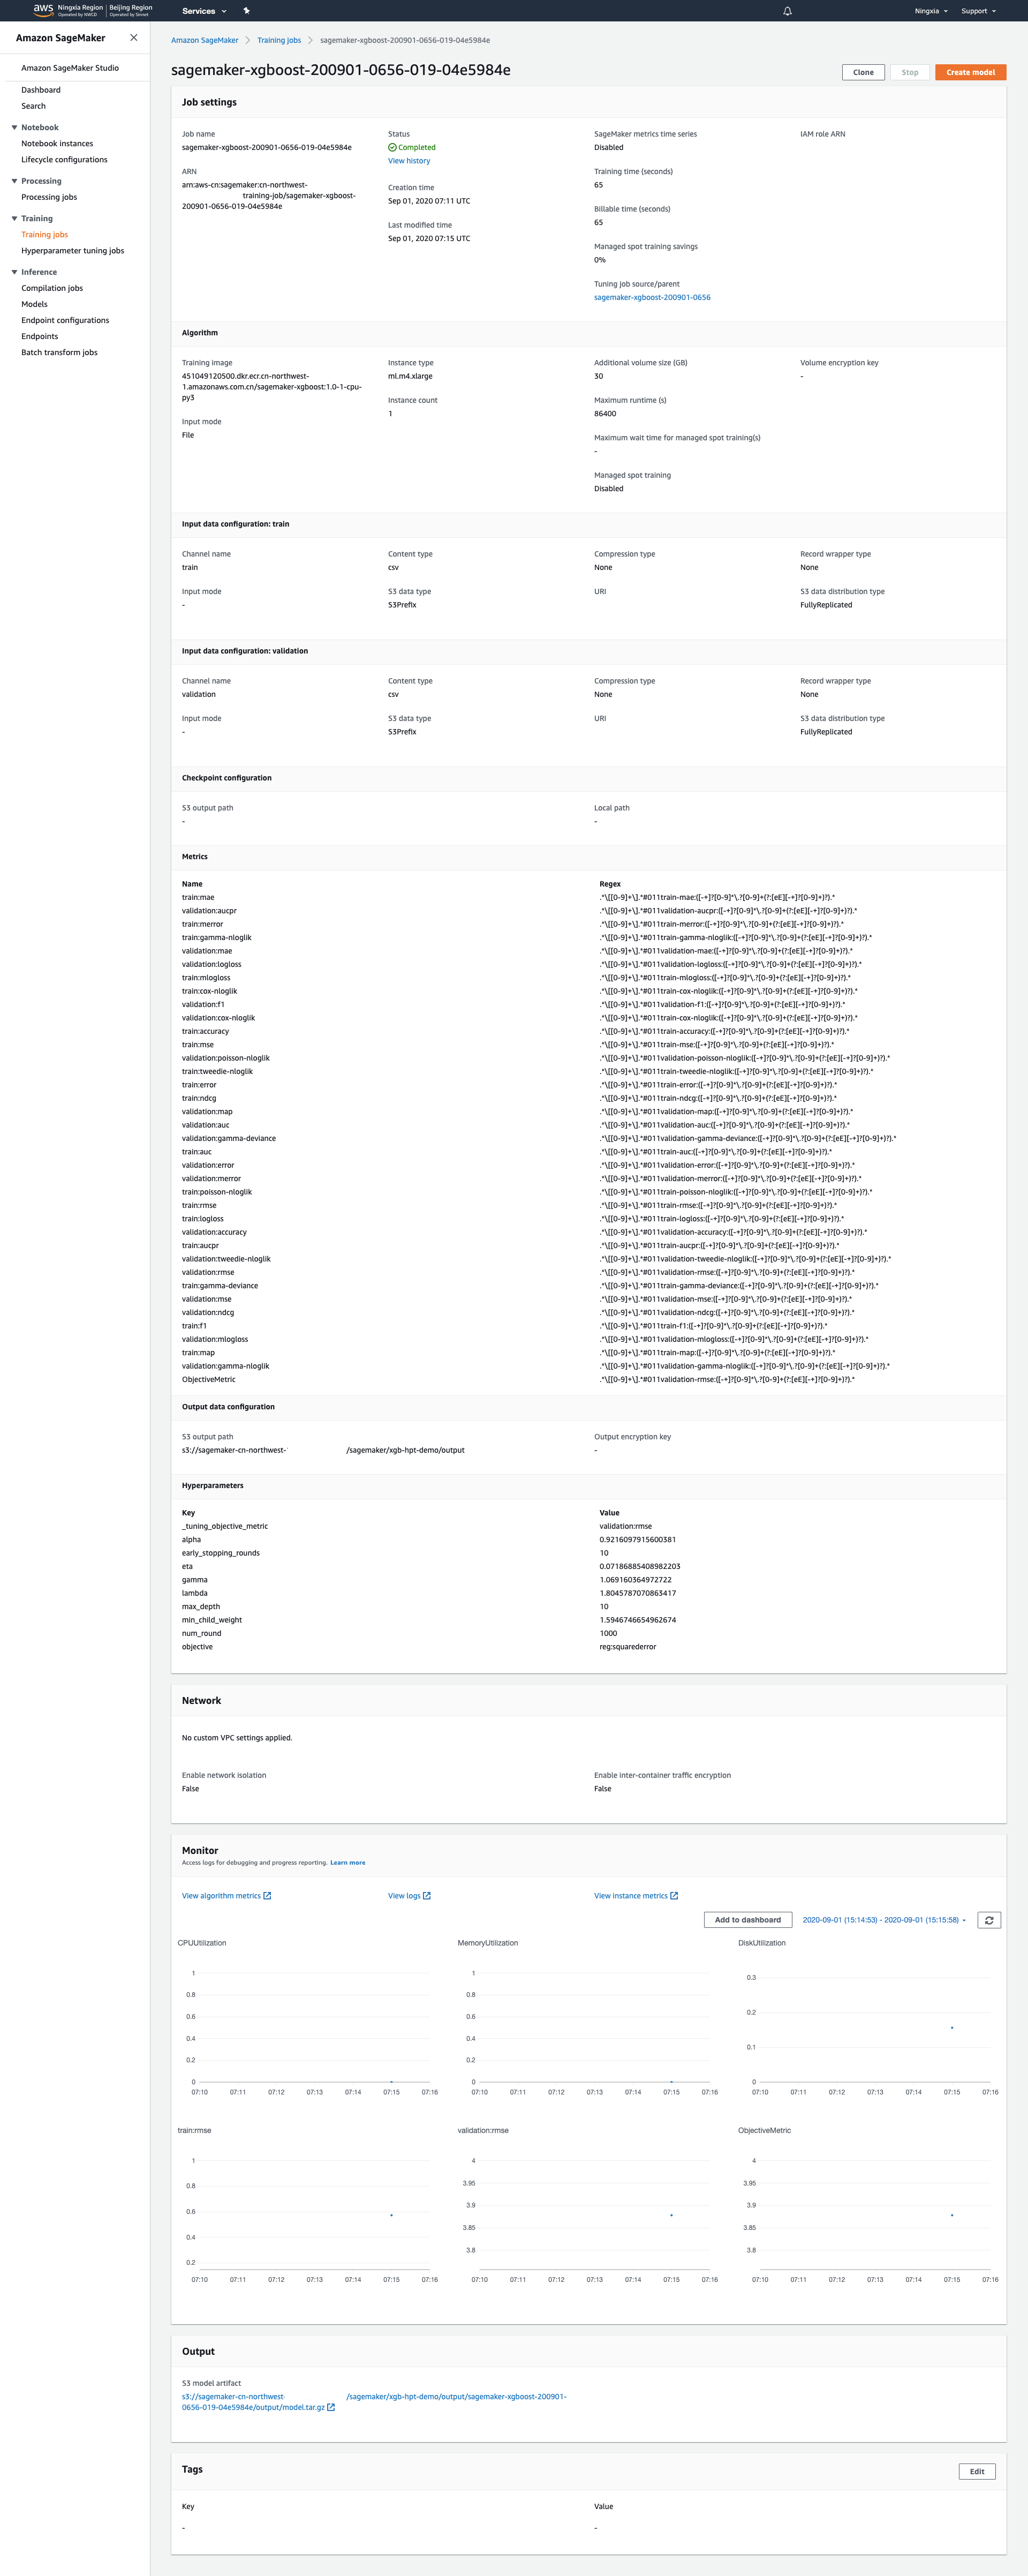 aws Ningxia Region Operated by NWCD | Beijing Region Operated by Sinnet
Services
Ningxia
Support
Amazon SageMaker
Amazon SageMaker Studio
Dashboard
Search
Notebook
Notebook instances
Lifecycle configurations
Processing
Processing jobs
Training
Training jobs
Hyperparameter tuning jobs
Inference
Compilation jobs
Models
Endpoint configurations
Endpoints
Batch transform jobs
Amazon SageMaker > Training jobs > sagemaker-xgboost-200901-0656-019-04e5984e
sagemaker-xgboost-200901-0656-019-04e5984e
Clone
Stop
Create model
Job settings
Job name
sagemaker-xgboost-200901-0656-019-04e5984e
ARN
arn:aws-cn:sagemaker:cn-northwest-
training-job/sagemaker-xgboost-
200901-0656-019-04e5984e
Status
Completed
View history
Creation time
Sep 01, 2020 07:11 UTC
Last modified time
Sep 01, 2020 07:15 UTC
SageMaker metrics time series
Disabled
Training time (seconds)
65
Billable time (seconds)
65
Managed spot training savings
0%
Tuning job source/parent
sagemaker-xgboost-200901-0656
IAM role ARN
Algorithm
Training image
451049120500.dkr.ecr.cn-northwest-
1.amazonaws.com.cn/sagemaker-xgboost:1.0-1-cpu-
py3
Input mode
File
Instance type
ml.m4.xlarge
Instance count
1
Additional volume size (GB)
30
Maximum runtime (s)
86400
Maximum wait time for managed spot training(s)
-
Managed spot training
Disabled
Volume encryption key
-
Input data configuration: train
Channel name
train
Input mode
-
Content type
csv
S3 data type
S3Prefix
Compression type
None
URI
Record wrapper type
None
S3 data distribution type
FullyReplicated
Input data configuration: validation
Channel name
validation
Input mode
-
Content type
csv
S3 data type
S3Prefix
Compression type
None
URI
Record wrapper type
None
S3 data distribution type
FullyReplicated
Checkpoint configuration
S3 output path
-
Local path
-
Metrics
Name Regex
train:mae .*\[[0-9]+\].*#011train-mae:([-+]?[0-9]*\.?[0-9]+(?:[eE][-+]?[0-9]+)?).*
validation:aucpr .*\[[0-9]+\].*#011validation-aucpr:([-+]?[0-9]*\.?[0-9]+(?:[eE][-+]?[0-9]+)?).*
train:merror .*\[[0-9]+\].*#011train-merror:([-+]?[0-9]*\.?[0-9]+(?:[eE][-+]?[0-9]+)?).*
train:gamma-nloglik .*\[[0-9]+\].*#011train-gamma-nloglik:([-+]?[0-9]*\.?[0-9]+(?:[eE][-+]?[0-9]+)?).*
validation:mae .*\[[0-9]+\].*#011validation-mae:([-+]?[0-9]*\.?[0-9]+(?:[eE][-+]?[0-9]+)?).*
validation:logloss .*\[[0-9]+\].*#011validation-logloss:([-+]?[0-9]*\.?[0-9]+(?:[eE][-+]?[0-9]+)?).*
train:mlogloss .*\[[0-9]+\].*#011train-mlogloss:([-+]?[0-9]*\.?[0-9]+(?:[eE][-+]?[0-9]+)?).*
train:cox-nloglik .*\[[0-9]+\].*#011train-cox-nloglik:([-+]?[0-9]*\.?[0-9]+(?:[eE][-+]?[0-9]+)?).*
validation:f1 .*\[[0-9]+\].*#011validation-f1:([-+]?[0-9]*\.?[0-9]+(?:[eE][-+]?[0-9]+)?).*
validation:cox-nloglik .*\[[0-9]+\].*#011train-cox-nloglik:([-+]?[0-9]*\.?[0-9]+(?:[eE][-+]?[0-9]+)?).*
train:accuracy .*\[[0-9]+\].*#011train-accuracy:([-+]?[0-9]*\.?[0-9]+(?:[eE][-+]?[0-9]+)?).*
train:mse .*\[[0-9]+\].*#011train-mse:([-+]?[0-9]*\.?[0-9]+(?:[eE][-+]?[0-9]+)?).*
validation:poisson-nloglik .*\[[0-9]+\].*#011validation-poisson-nloglik:([-+]?[0-9]*\.?[0-9]+(?:[eE][-+]?[0-9]+)?).*
train:tweedie-nloglik .*\[[0-9]+\].*#011train-tweedie-nloglik:([-+]?[0-9]*\.?[0-9]+(?:[eE][-+]?[0-9]+)?).*
train:error .*\[[0-9]+\].*#011train-error:([-+]?[0-9]*\.?[0-9]+(?:[eE][-+]?[0-9]+)?).*
train:ndcg .*\[[0-9]+\].*#011train-ndcg:([-+]?[0-9]*\.?[0-9]+(?:[eE][-+]?[0-9]+)?).*
validation:map .*\[[0-9]+\].*#011validation-map:([-+]?[0-9]*\.?[0-9]+(?:[eE][-+]?[0-9]+)?).*
validation:auc .*\[[0-9]+\].*#011validation-auc:([-+]?[0-9]*\.?[0-9]+(?:[eE][-+]?[0-9]+)?).*
validation:gamma-deviance .*\[[0-9]+\].*#011validation-gamma-deviance:([-+]?[0-9]*\.?[0-9]+(?:[eE][-+]?[0-9]+)?).*
train:auc .*\[[0-9]+\].*#011train-auc:([-+]?[0-9]*\.?[0-9]+(?:[eE][-+]?[0-9]+)?).*
validation:error .*\[[0-9]+\].*#011validation-error:([-+]?[0-9]*\.?[0-9]+(?:[eE][-+]?[0-9]+)?).*
validation:merror .*\[[0-9]+\].*#011validation-merror:([-+]?[0-9]*\.?[0-9]+(?:[eE][-+]?[0-9]+)?).*
train:poisson-nloglik .*\[[0-9]+\].*#011train-poisson-nloglik:([-+]?[0-9]*\.?[0-9]+(?:[eE][-+]?[0-9]+)?).*
train:rmse .*\[[0-9]+\].*#011train-rmse:([-+]?[0-9]*\.?[0-9]+(?:[eE][-+]?[0-9]+)?).*
train:logloss .*\[[0-9]+\].*#011train-logloss:([-+]?[0-9]*\.?[0-9]+(?:[eE][-+]?[0-9]+)?).*
validation:accuracy .*\[[0-9]+\].*#011validation-accuracy:([-+]?[0-9]*\.?[0-9]+(?:[eE][-+]?[0-9]+)?).*
train:aucpr .*\[[0-9]+\].*#011train-aucpr:([-+]?[0-9]*\.?[0-9]+(?:[eE][-+]?[0-9]+)?).*
validation:tweedie-nloglik .*\[[0-9]+\].*#011validation-tweedie-nloglik:([-+]?[0-9]*\.?[0-9]+(?:[eE][-+]?[0-9]+)?).*
validation:rmse .*\[[0-9]+\].*#011validation-rmse:([-+]?[0-9]*\.?[0-9]+(?:[eE][-+]?[0-9]+)?).*
train:gamma-deviance .*\[[0-9]+\].*#011train-gamma-deviance:([-+]?[0-9]*\.?[0-9]+(?:[eE][-+]?[0-9]+)?).*
validation:mse .*\[[0-9]+\].*#011validation-mse:([-+]?[0-9]*\.?[0-9]+(?:[eE][-+]?[0-9]+)?).*
validation:ndcg .*\[[0-9]+\].*#011validation-ndcg:([-+]?[0-9]*\.?[0-9]+(?:[eE][-+]?[0-9]+)?).*
train:f1 .*\[[0-9]+\].*#011train-f1:([-+]?[0-9]*\.?[0-9]+(?:[eE][-+]?[0-9]+)?).*
validation:mlogloss .*\[[0-9]+\].*#011validation-mlogloss:([-+]?[0-9]*\.?[0-9]+(?:[eE][-+]?[0-9]+)?).*
train:map .*\[[0-9]+\].*#011train-map:([-+]?[0-9]*\.?[0-9]+(?:[eE][-+]?[0-9]+)?).*
validation:gamma-nloglik .*\[[0-9]+\].*#011validation-gamma-nloglik:([-+]?[0-9]*\.?[0-9]+(?:[eE][-+]?[0-9]+)?).*
ObjectiveMetric .*\[[0-9]+\].*#011validation-rmse:([-+]?[0-9]*\.?[0-9]+(?:[eE][-+]?[0-9]+)?).*
Output data configuration
S3 output path
s3://sagemaker-cn-northwest- /sagemaker/xgb-hpt-demo/output
Output encryption key
-
Hyperparameters
Key Value
_tuning_objective_metric validation:rmse
alpha 0.9216097915600381
early_stopping_rounds 10
eta 0.07186885408982203
gamma 1.069160364972722
lambda 1.8045787070863417
max_depth 10
min_child_weight 1.5946746654962674
num_round 1000
objective reg:squarederror
Network
No custom VPC settings applied.
Enable network isolation
False
Enable inter-container traffic encryption
False
Monitor
Access logs for debugging and progress reporting. Learn more
View algorithm metrics
View logs
View instance metrics
Add to dashboard
2020-09-01 (15:14:53) - 2020-09-01 (15:15:58)
CPUUtilization
1
0.8
0.6
0.4
0.2
0
07:10 07:11 07:12 07:13 07:14 07:15 07:16
MemoryUtilization
1
0.8
0.6
0.4
0.2
0
07:10 07:11 07:12 07:13 07:14 07:15 07:16
DiskUtilization
0.3
0.2
0.1
0
07:10 07:11 07:12 07:13 07:14 07:15 07:16
train:rmse
1
0.8
0.6
0.4
0.2
07:10 07:11 07:12 07:13 07:14 07:15 07:16
validation:rmse
4
3.95
3.9
3.85
3.8
07:10 07:11 07:12 07:13 07:14 07:15 07:16
ObjectiveMetric
4
3.95
3.9
3.85
3.8
07:10 07:11 07:12 07:13 07:14 07:15 07:16
Output
S3 model artifact
s3://sagemaker-cn-northwest- /sagemaker/xgb-hpt-demo/output/sagemaker-xgboost-200901-
0656-019-04e5984e/output/model.tar.gz
Tags
Edit
Key Value
- -